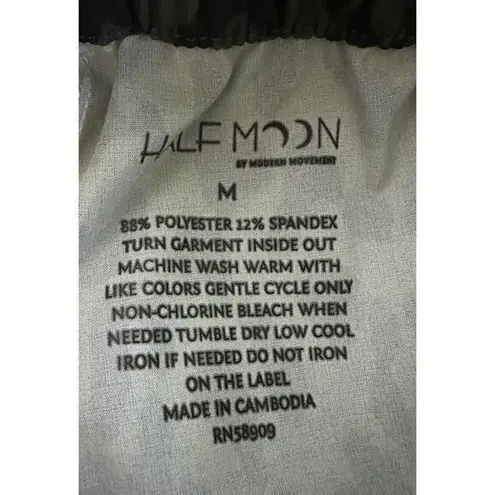 HALF MOON
BY MODERN MOVEMENT
M
88% POLYESTER 12% SPANDEX
TURN GARMENT INSIDE OUT
MACHINE WASH WARM WITH
LIKE COLORS GENTLE CYCLE ONLY
NON-CHLORINE BLEACH WHEN
NEEDED TUMBLE DRY LOW COOL
IRON IF NEEDED DO NOT IRON
ON THE LABEL
MADE IN CAMBODIA
RN58909